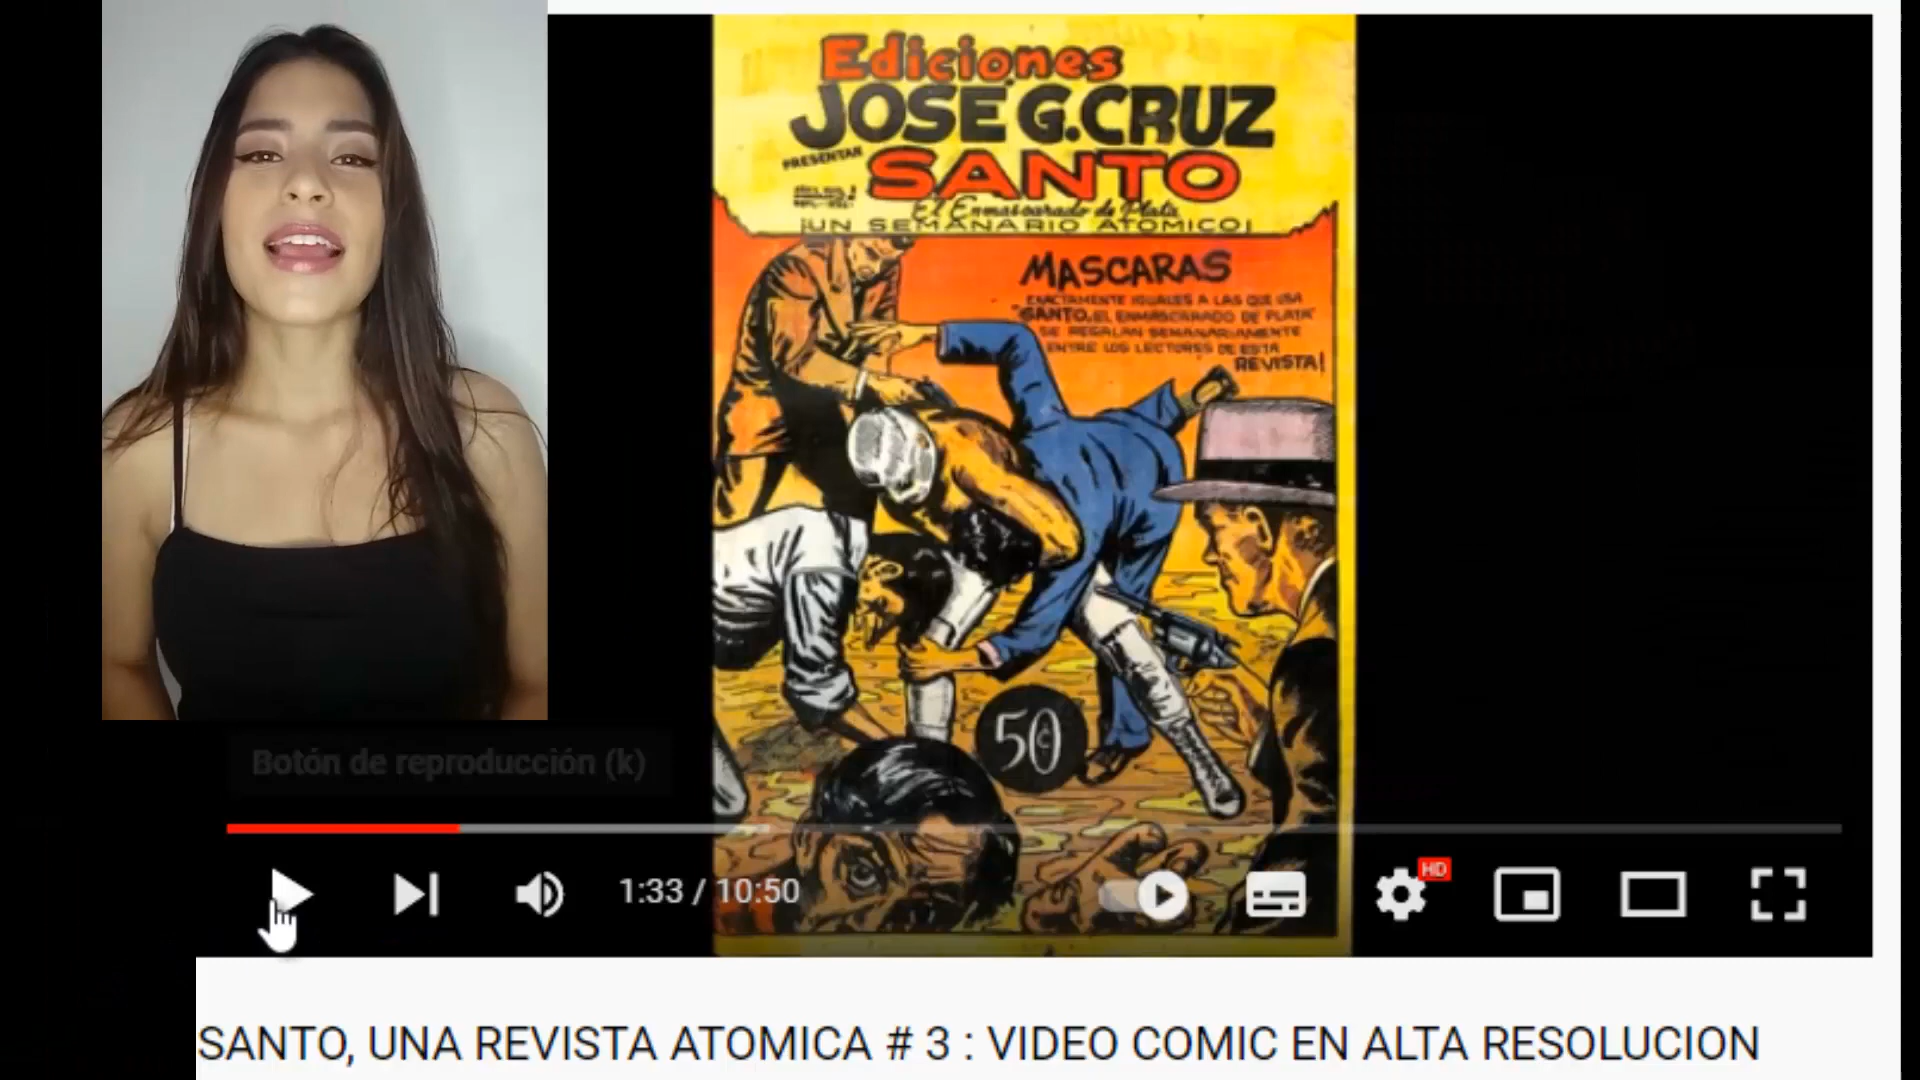 Ediciones
JOSE G. CRUZ
PRESENTAN
SANTO
El Enmascarado de Plata
¡UN SEMANARIO ATOMICO!
MASCARAS
EXACTAMENTE IGUALES A LAS QUE USA
"SANTO, EL ENMASCARADO DE PLATA"
SE REGALAN SEMANARIAMENTE
ENTRE LOS LECTORES DE ESTA
REVISTA!
50¢
Botón de reproducción (k)
1:33 / 10:50
HD
SANTO, UNA REVISTA ATOMICA # 3 : VIDEO COMIC EN ALTA RESOLUCION